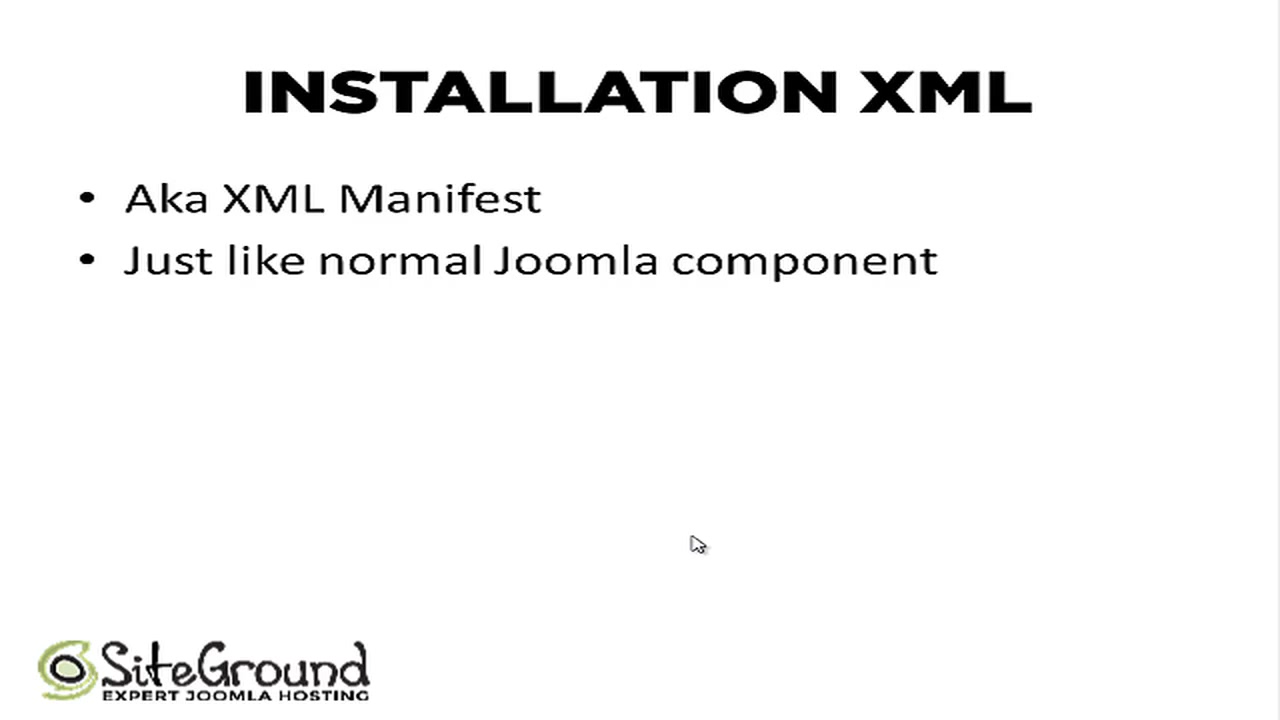 INSTALLATION XML
• Aka XML Manifest
• Just like normal Joomla component
SiteGround
EXPERT JOOMLA HOSTING